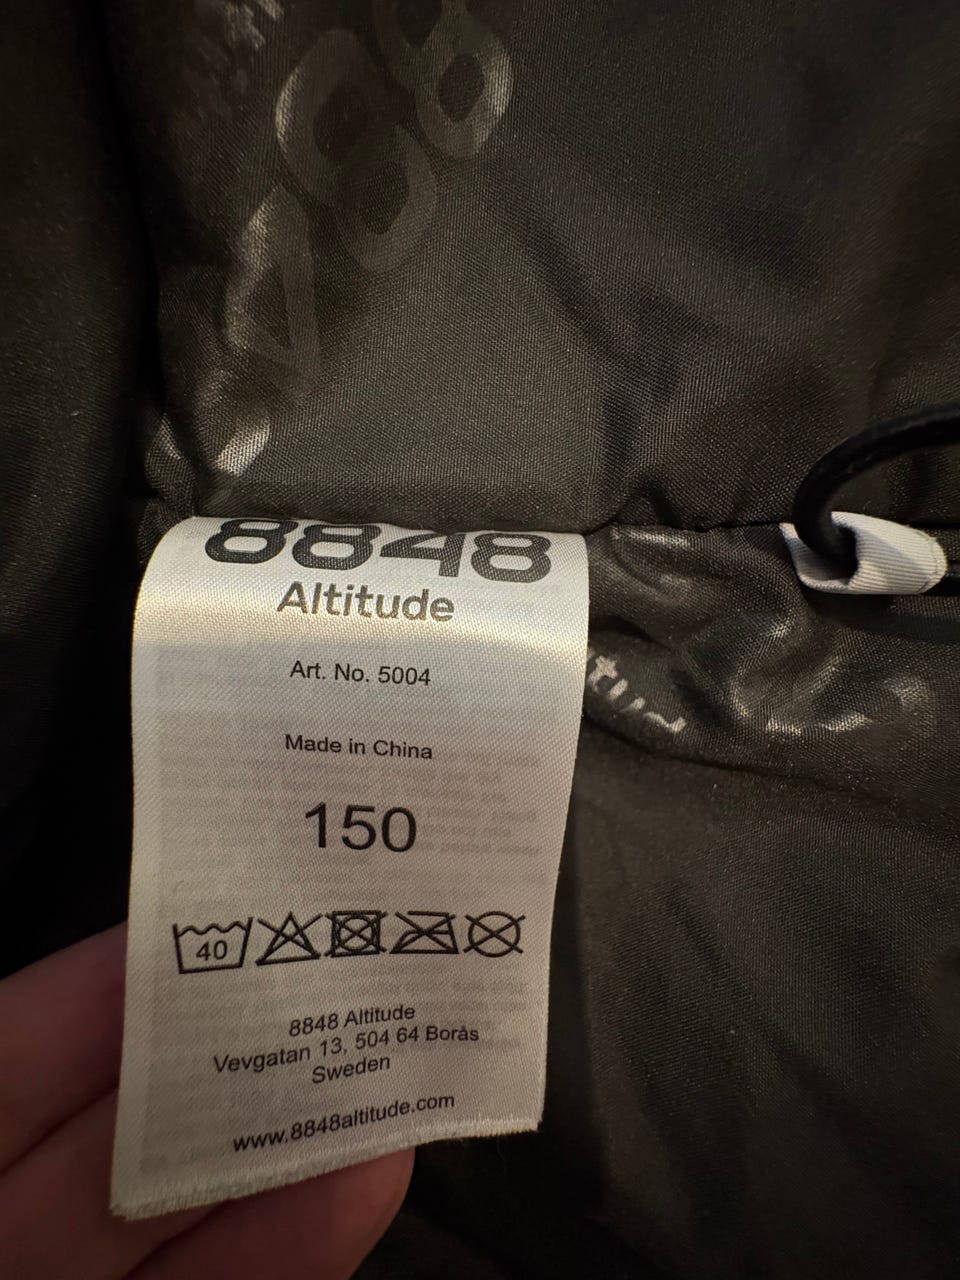 8848
8848
Altitude
Art. No. 5004
Made in China
150
40
8848 Altitude
Vevgatan 13, 504 64 Borås
Sweden
www.8848altitude.com